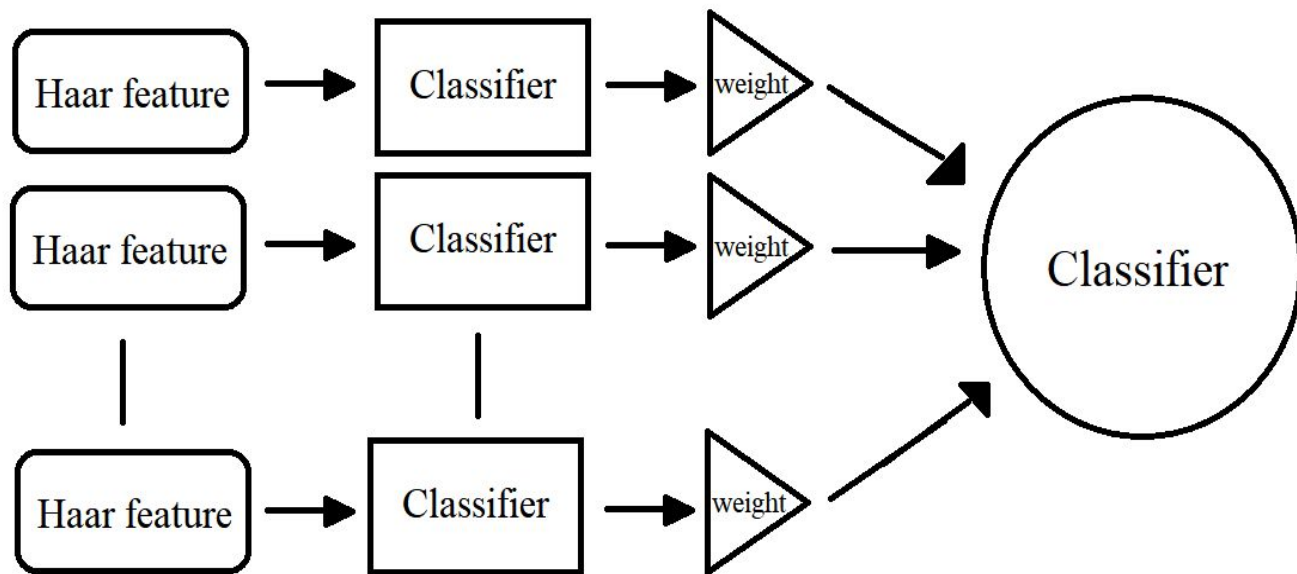 Haar feature
Classifier
weight
Haar feature
Classifier
weight
Classifier
Haar feature
Classifier
weight